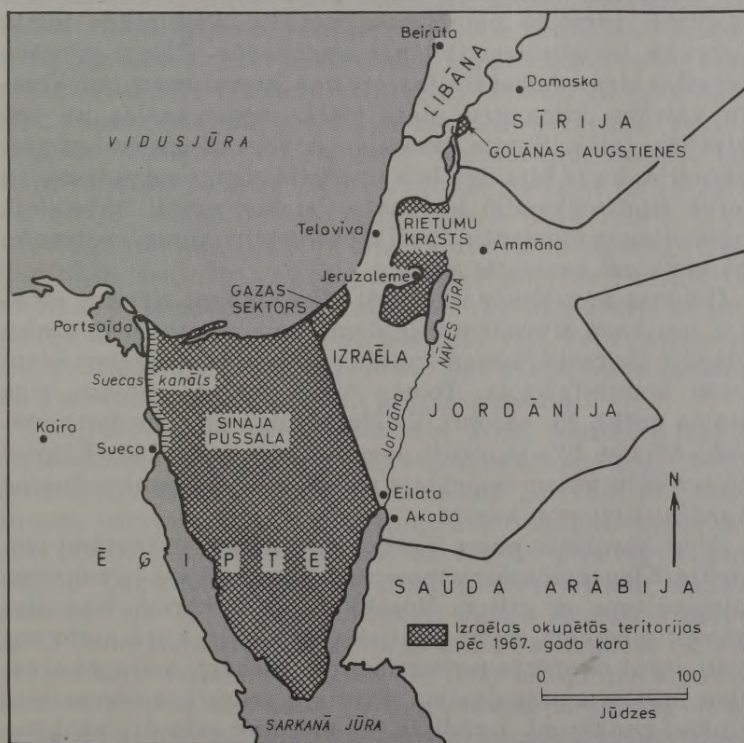 Beirūta
LIBĀNA
Damaska
SĪRIJA
VIDUSJŪRA
GOLĀNAS AUGSTIENES
Telaviva
RIETUMU
KRASTS
Ammāna
Jeruzaleme
GAZAS
SEKTORS
Portsaida
NĀVES JŪRA
IZRAĒLA
Suecas kanāls
SINAJA
PUSSALA
JORDĀNIJA
Kaira
Jordāna
Sueca
Eilata
Akaba
N
ĒĢIPTE
SAŪDA ARĀBIJA
Izraēlas okupētās teritorijas
pēc 1967. gada kara
0 100
Jūdzes
SARKANĀ JŪRA